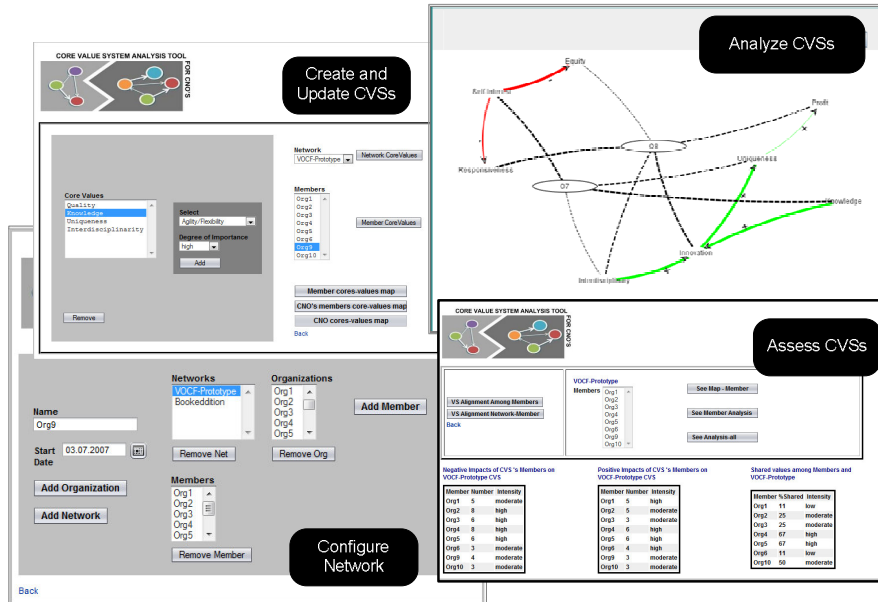 CORE VALUE SYSTEM ANALYSIS TOOL
FOR CNO'S
Create and
Update CVSs
Network
VOCF-Prototype
Network CoreValues
Members
Org1
Org2
Org3
Org4
Org5
Org6
Org9
Org10
Member CoreValues
Core Values
Quality
Knowledge
Uniqueness
Interdisciplinarity
Select
Agility/Flexibility
Degree of Importance
high
Add
Remove
Member cores-values map
CNO's members cores-values map
CNO cores-values map
Back
Analyze CVSs
Equity
Self interest
Profit
Q8
Uniqueness
Responsiveness
Q7
Knowledge
Innovation
Interdisciplinary
Name
Org9
Start
Date
03.07.2007
Add Organization
Add Network
Networks
VOCF-Prototype
Bookeddition
Remove Net
Organizations
Org1
Org2
Org3
Org4
Org5
Remove Org
Add Member
Members
Org1
Org2
Org3
Org4
Org5
Remove Member
Configure
Network
Back
CORE VALUE SYSTEM ANALYSIS TOOL
FOR CNO'S
Assess CVSs
VS Alignment Among Members
VS Alignment Network-Member
Back
VOCF-Prototype
Members
Org1
Org2
Org3
Org4
Org5
Org6
Org9
Org10
See Map - Member
See Member Analysis
See Analysis-all
Negative Impacts of CVS 's Members on
VOCF-Prototype CVS
Member Number Intensity
Org1 5 moderate
Org2 8 high
Org3 6 high
Org4 8 high
Org5 6 high
Org6 3 moderate
Org9 4 moderate
Org10 3 moderate
Positive Impacts of CVS 's Members on
VOCF-Prototype CVS
Member Number Intensity
Org1 5 high
Org2 5 moderate
Org3 3 moderate
Org4 6 high
Org5 6 high
Org6 4 high
Org9 3 moderate
Org10 3 moderate
Shared values among Members and
VOCF-Prototype
Member %Shared Intensity
Org1 11 low
Org2 25 moderate
Org3 25 moderate
Org4 67 high
Org5 67 high
Org6 11 low
Org10 50 moderate